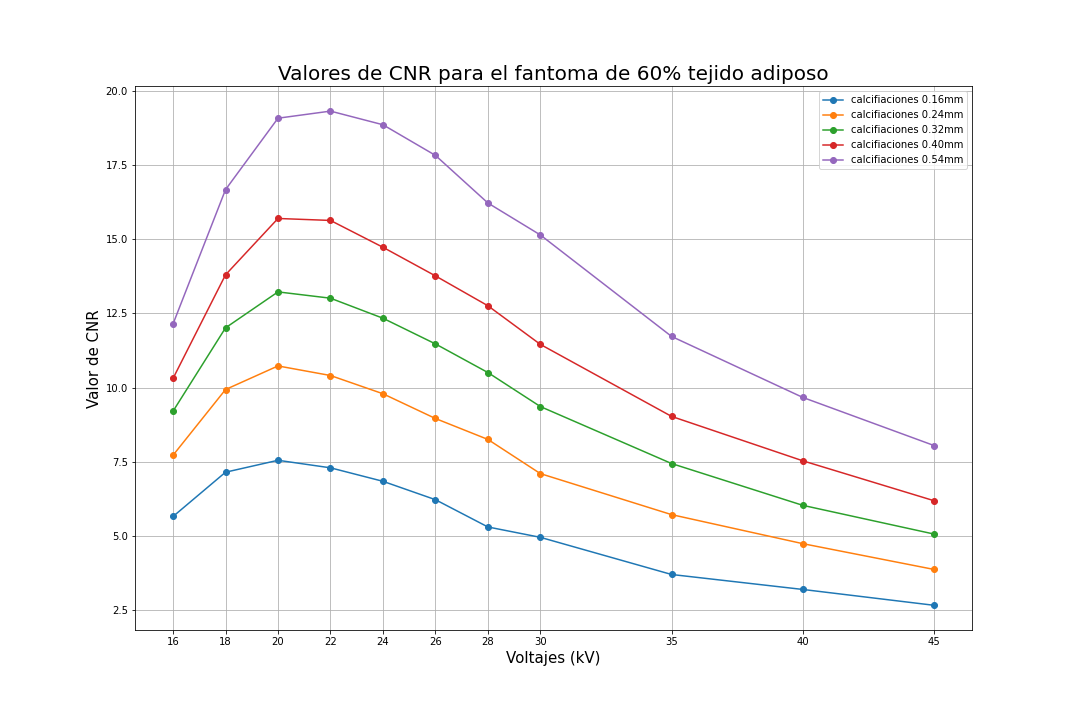 Valores de CNR para el fantoma de 60% tejido adiposo
calcifiaciones 0.16mm
calcifiaciones 0.24mm
calcifiaciones 0.32mm
calcifiaciones 0.40mm
calcifiaciones 0.54mm
Valor de CNR
20.0
17.5
15.0
12.5
10.0
7.5
5.0
2.5
16 18 20 22 24 26 28 30 35 40 45
Voltajes (kV)